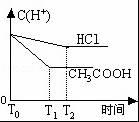 C(H⁺)
HCl
CH₃COOH
0
T₀ T₁ T₂ 时间